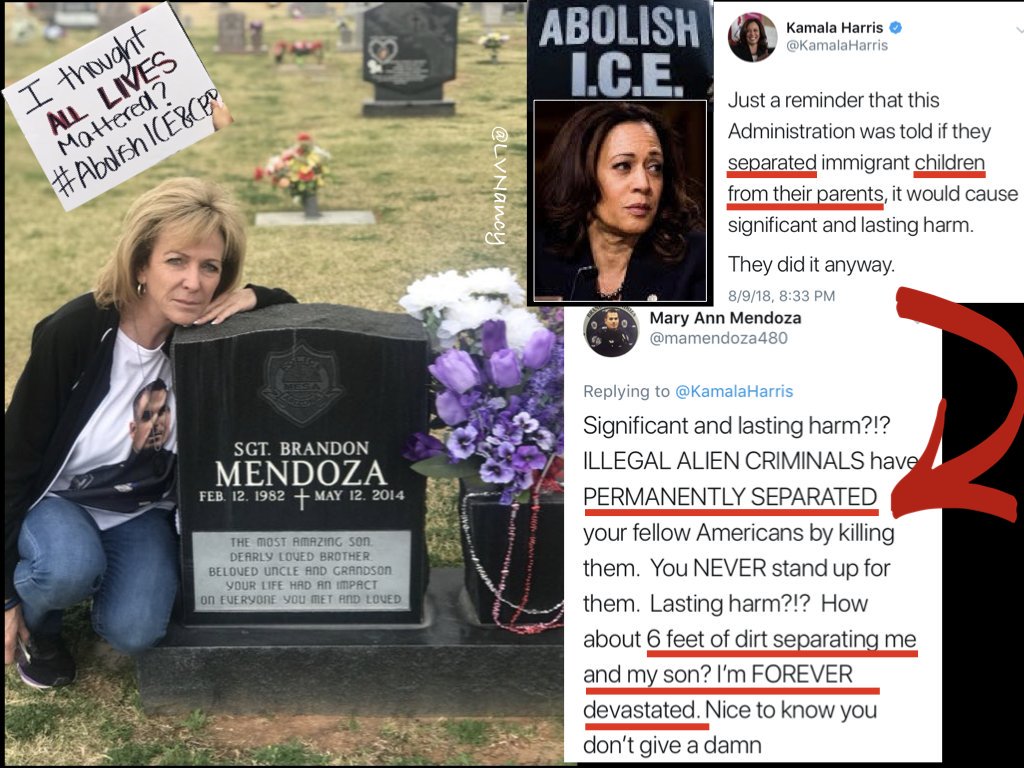 I thought
ALL LIVES
Mattered?
#Abolish ICE&CBP
@LVNancy
MESA
SGT. BRANDON
MENDOZA
FEB. 12, 1982 MAY 12, 2014
THE MOST AMAZING SON,
DEARLY LOVED BROTHER
BELOVED UNCLE AND GRANDSON.
YOUR LIFE HAD AN IMPACT
ON EVERYONE YOU MET AND LOVED
ABOLISH
I.C.E.
Kamala Harris
@KamalaHarris
Just a reminder that this
Administration was told if they
separated immigrant children
from their parents, it would cause
significant and lasting harm.
They did it anyway.
8/9/18, 8:33 PM
Mary Ann Mendoza
@mamendoza480
Replying to @KamalaHarris
Significant and lasting harm?!?
ILLEGAL ALIEN CRIMINALS have
PERMANENTLY SEPARATED
your fellow Americans by killing
them. You NEVER stand up for
them. Lasting harm?!? How
about 6 feet of dirt separating me
and my son? I'm FOREVER
devastated. Nice to know you
don't give a damn